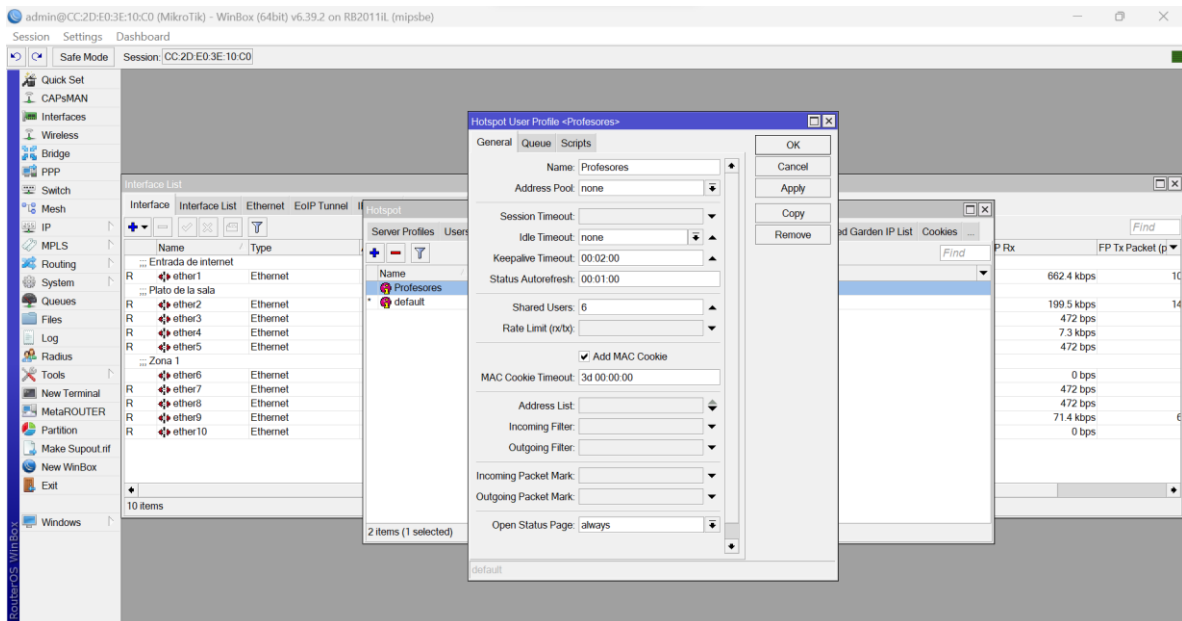 admin@CC:2D:E0:3E:10:C0 (MikroTik) - WinBox (64bit) v6.39.2 on RB2011iL (mipsbe)
Session Settings Dashboard
Safe Mode Session: CC:2D:E0:3E:10:C0
Quick Set
CAPsMAN
Interfaces
Wireless
Bridge
PPP
Switch
Mesh
IP
MPLS
Routing
System
Queues
Files
Log
Radius
Tools
New Terminal
MetaROUTER
Partition
Make Supout.rif
New WinBox
Exit
Windows
RouterOS WinBox
Interface List
Interface Interface List Ethernet EoIP Tunnel
Find
Name Type
P Rx FP Tx Packet (p
;;; Entrada de internet
R ether1 Ethernet 662.4 kbps 10
;;; Plato de la sala
R ether2 Ethernet 199.5 kbps 14
R ether3 Ethernet 472 bps
R ether4 Ethernet 7.3 kbps
R ether5 Ethernet 472 bps
;;; Zona 1
ether6 Ethernet 0 bps
R ether7 Ethernet 472 bps
R ether8 Ethernet 472 bps
R ether9 Ethernet 71.4 kbps 6
R ether10 Ethernet 0 bps
10 items
Hotspot
Server Profiles Users
ed Garden IP List Cookies ...
Find
Name
Profesores
* default
2 items (1 selected)
Hotspot User Profile <Profesores>
General Queue Scripts
Name: Profesores
Address Pool: none
Session Timeout:
Idle Timeout: none
Keepalive Timeout: 00:02:00
Status Autorefresh: 00:01:00
Shared Users: 6
Rate Limit (rx/tx):
Add MAC Cookie
MAC Cookie Timeout: 3d 00:00:00
Address List:
Incoming Filter:
Outgoing Filter:
Incoming Packet Mark:
Outgoing Packet Mark:
Open Status Page: always
default
OK
Cancel
Apply
Copy
Remove